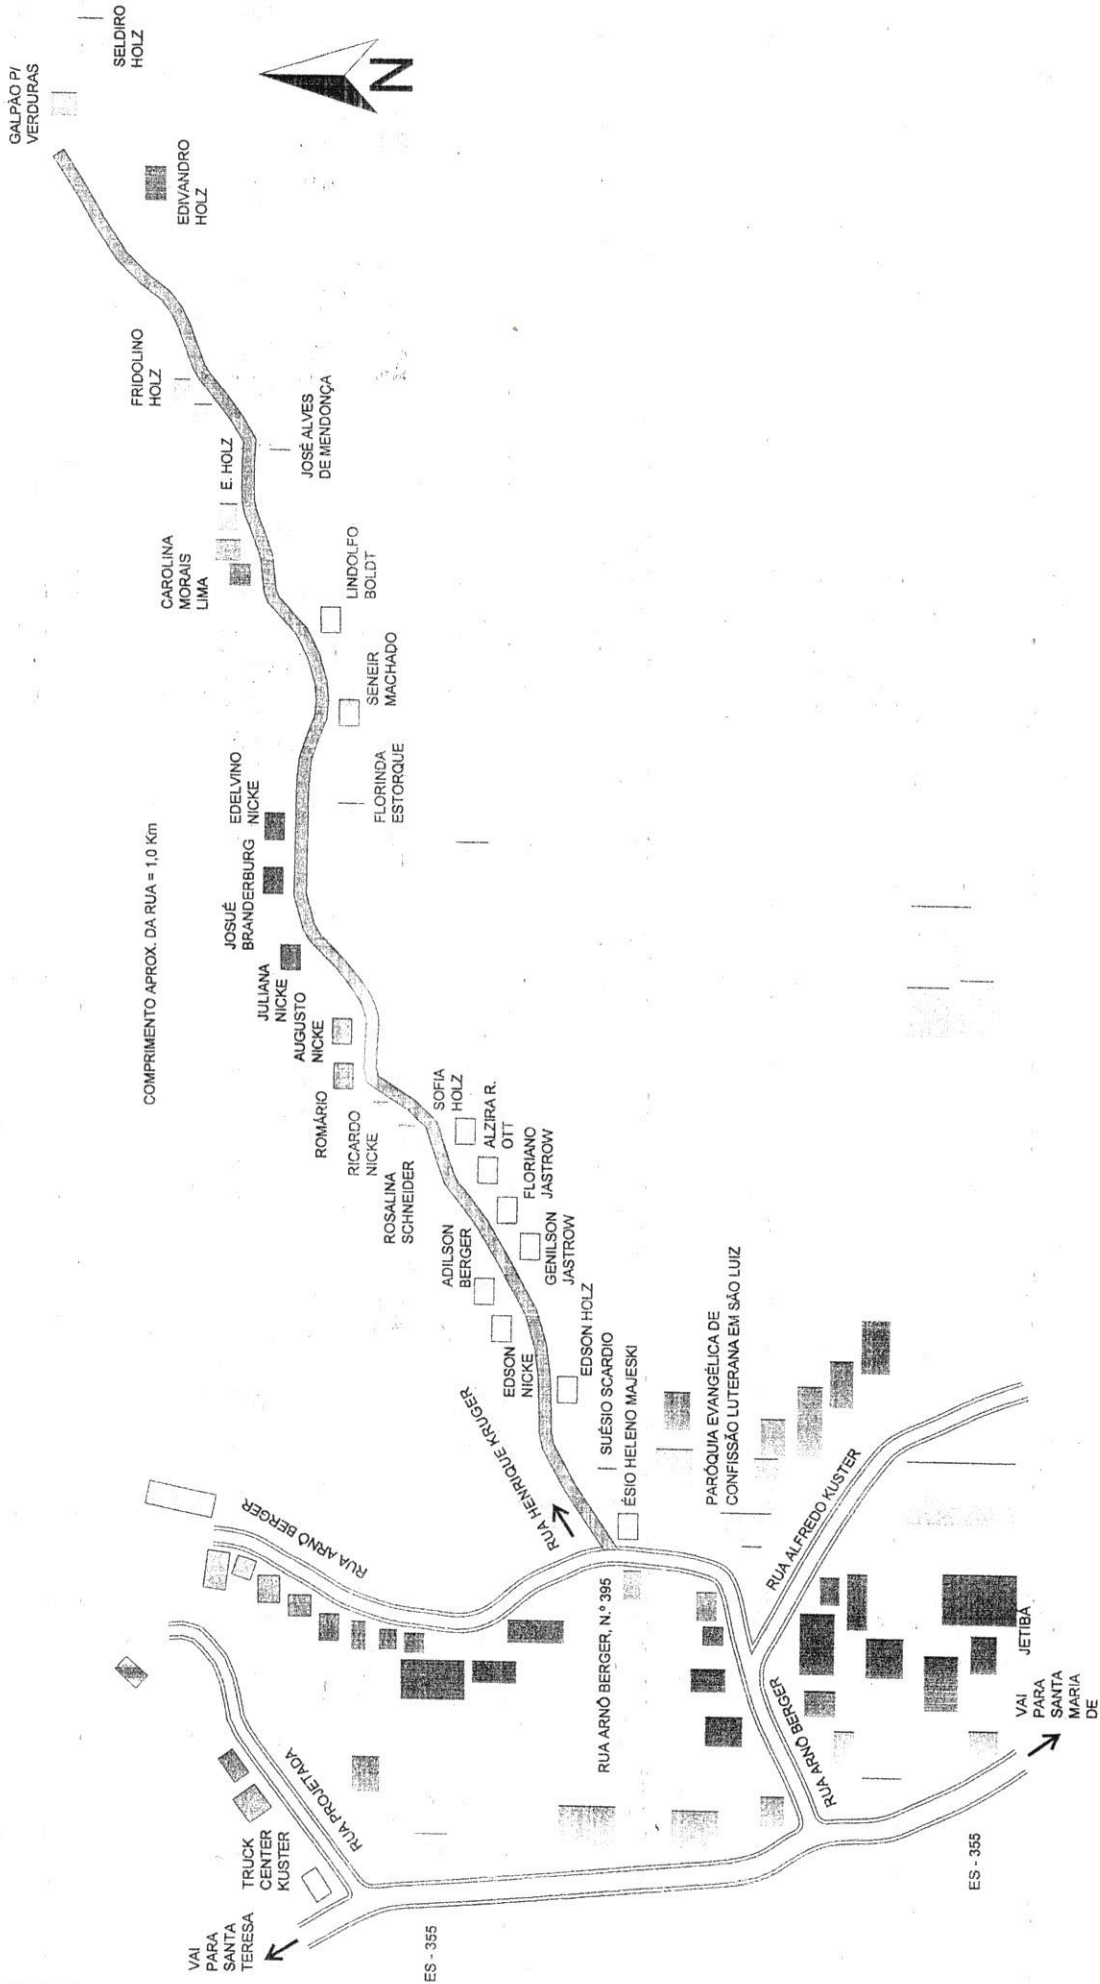 GALPÃO P/
VERDURAS
SELDIRO
HOLZ
EDIVANDRO
HOLZ
N
FRIDOLINO
HOLZ
E. HOLZ
JOSÉ ALVES
DE MENDONÇA
CAROLINA
MORAIS
LIMA
LINDOLFO
BOLDT
SENEIR
MACHADO
FLORINDA
ESTORQUE
EDELVINO
NICKE
JOSUÉ
BRANDERBURG
COMPRIMENTO APROX. DA RUA = 1,0 Km
JULIANA
NICKE
AUGUSTO
NICKE
ROMÁRIO
RICARDO
NICKE
ROSALINA
SCHNEIDER
SOFIA
HOLZ
ALZIRA R.
OTT
FLORIANO
JASTROW
GENILSON
JASTROW
ADILSON
BERGER
EDSON
NICKE
EDSON HOLZ
SUÉSIO SCARDIO
ÉSIO HELENO MAJESKI
RUA HENRIQUE KRUGER
PARÓQUIA EVANGÉLICA DE
CONFISSÃO LUTERANA EM SÃO LUIZ
RUA ARNÔ BERGER
RUA ALFREDO KUSTER
RUA ARNÔ BERGER, N.º 395
RUA ARNÔ BERGER
RUA PROJETADA
TRUCK
CENTER
KUSTER
VAI
PARA
SANTA
TERESA
ES - 355
VAI
PARA
SANTA
MARIA
DE
JETIBÁ
ES - 355